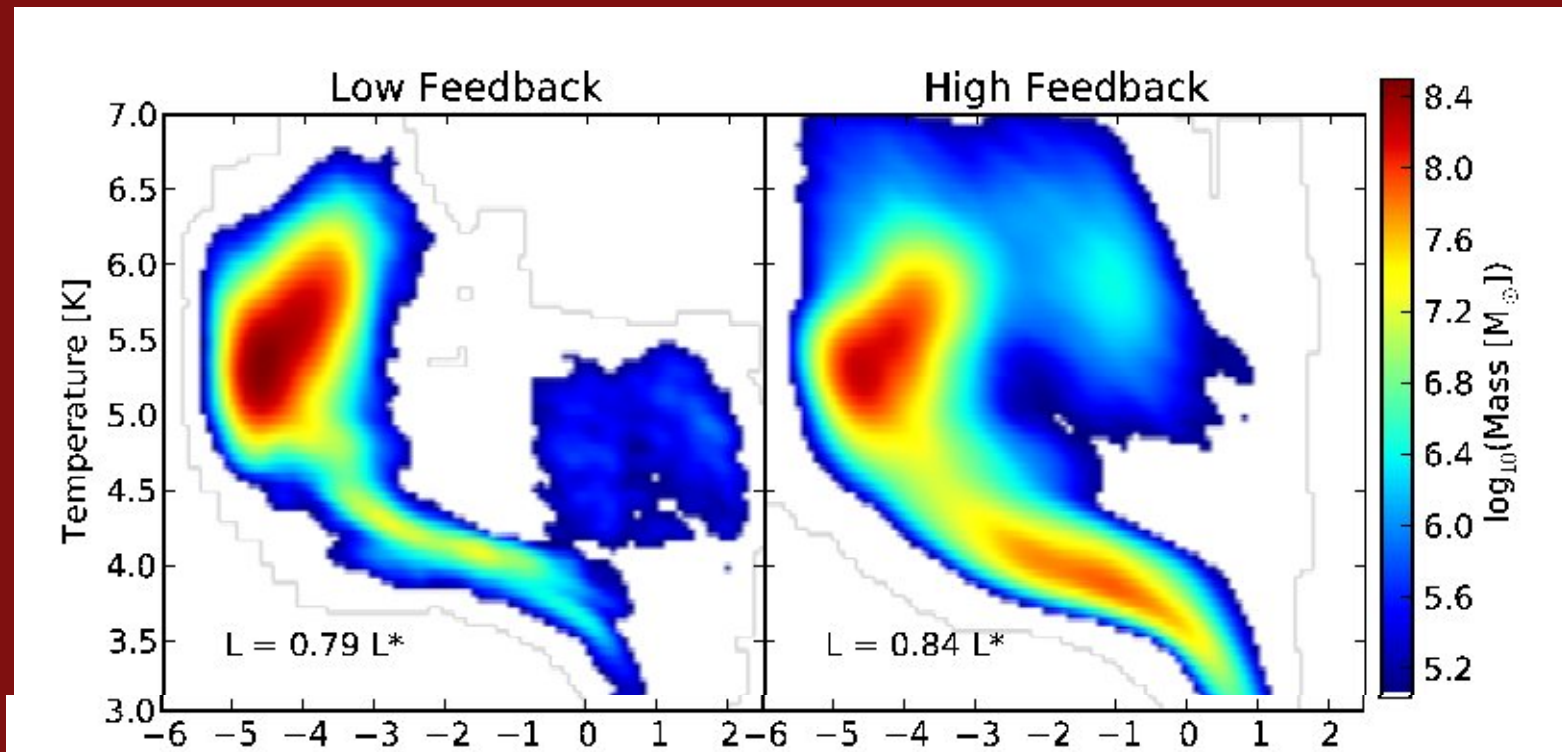 Low Feedback
High Feedback
7.0
6.5
6.0
5.5
5.0
4.5
4.0
3.5
3.0
Temperature [K]
L = 0.79 L*
L = 0.84 L*
−6 −5 −4 −3 −2 −1 0 1 2
−6 −5 −4 −3 −2 −1 0 1 2
8.4
8.0
7.6
7.2
6.8
6.4
6.0
5.6
5.2
log₁₀(Mass [M☉])